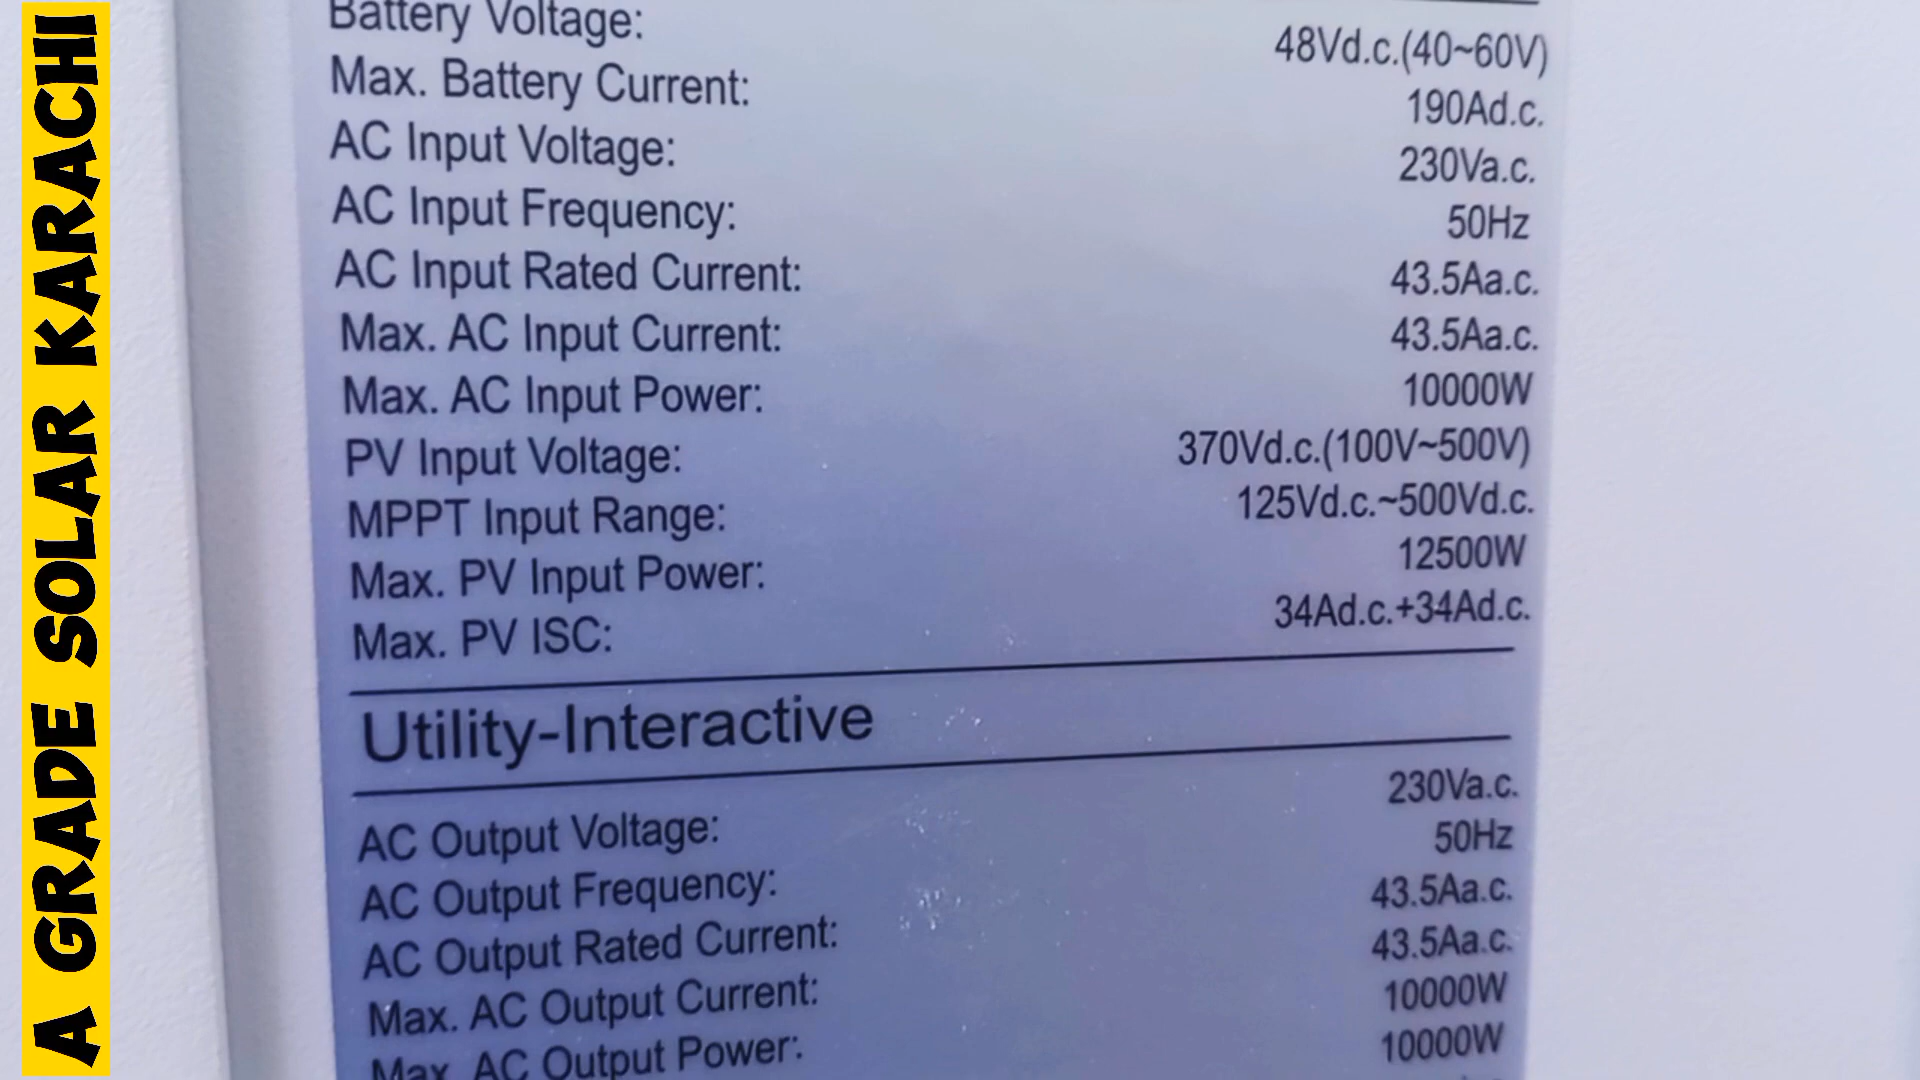 A GRADE SOLAR KARACHI
Battery Voltage: 48Vd.c.(40~60V)
Max. Battery Current: 190Ad.c.
AC Input Voltage: 230Va.c.
AC Input Frequency: 50Hz
AC Input Rated Current: 43.5Aa.c.
Max. AC Input Current: 43.5Aa.c.
Max. AC Input Power: 10000W
PV Input Voltage: 370Vd.c.(100V~500V)
MPPT Input Range: 125Vd.c.~500Vd.c.
Max. PV Input Power: 12500W
Max. PV ISC: 34Ad.c.+34Ad.c.
Utility-Interactive
AC Output Voltage: 230Va.c.
AC Output Frequency: 50Hz
AC Output Rated Current: 43.5Aa.c.
Max. AC Output Current: 43.5Aa.c.
Max. AC Output Power: 10000W
10000W